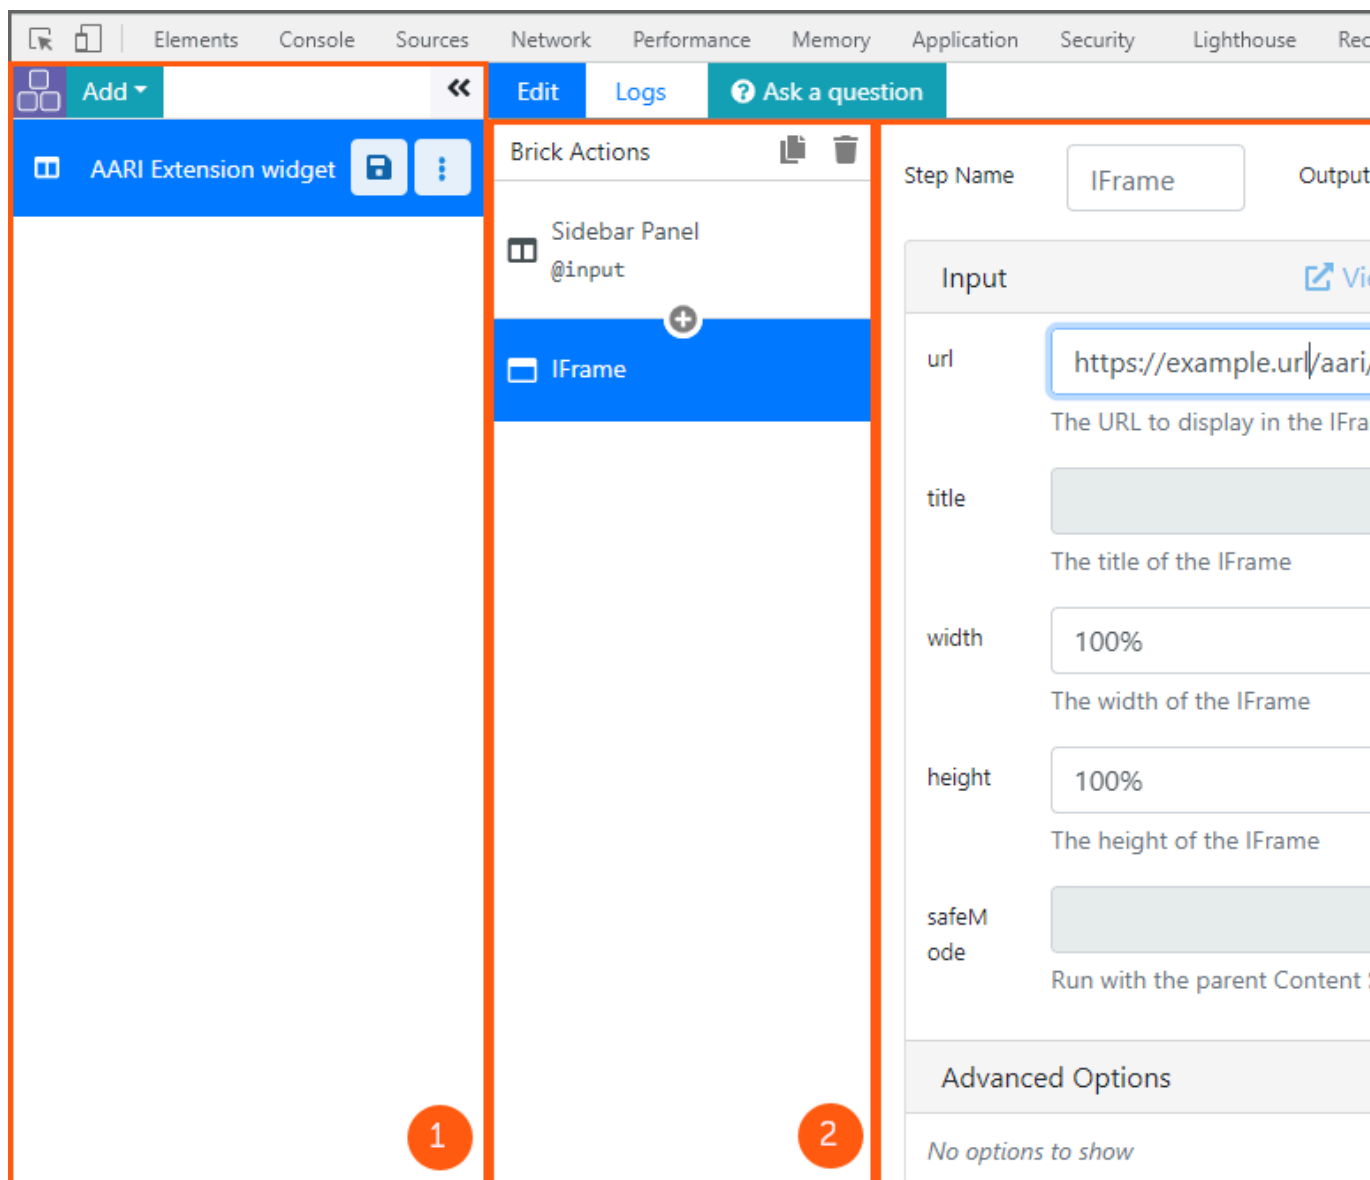 Elements Console Sources Network Performance Memory Application Security Lighthouse Rec
Add Edit Logs ? Ask a question
AARI Extension widget
Brick Actions
Sidebar Panel
@input
IFrame
Step Name IFrame Output
Input Vi
url https://example.url/aari/
The URL to display in the IFra
title
The title of the IFrame
width 100%
The width of the IFrame
height 100%
The height of the IFrame
safeM
ode
Run with the parent Content
Advanced Options
No options to show
1
2